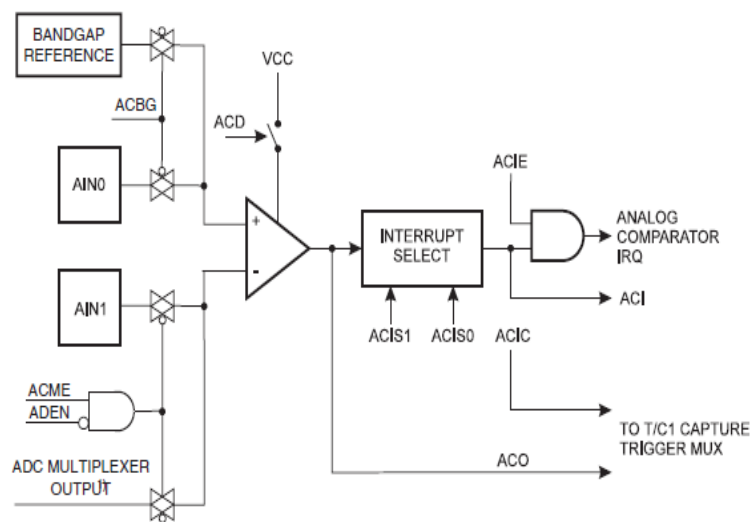 BANDGAP
REFERENCE
VCC
ACBG
ACD
ACIE
AIN0
+
-
INTERRUPT
SELECT
ANALOG
COMPARATOR
IRQ
AIN1
ACI
ACIS1
ACIS0
ACIC
ACME
ADEN
TO T/C1 CAPTURE
TRIGGER MUX
ACO
ADC MULTIPLEXER
OUTPUT